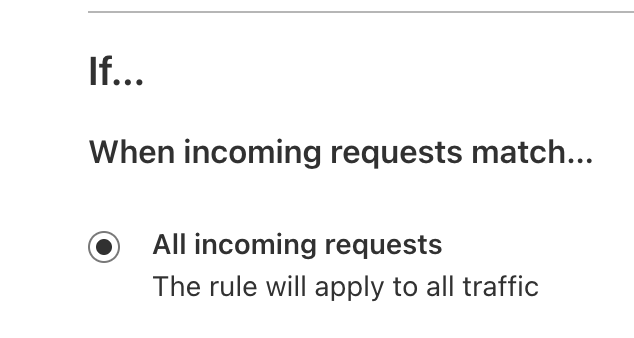 If...
When incoming requests match...
All incoming requests
The rule will apply to all traffic